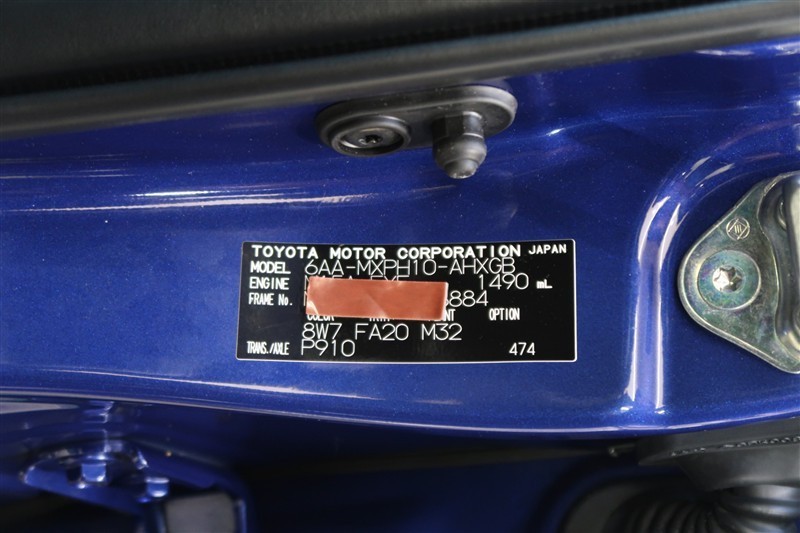 TOYOTA MOTOR CORPORATION JAPAN
MODEL 6AA-MXPH10-AHXGB
ENGINE 1490 mL
FRAME No. 884
OPTION
8W7 FA20 M32
TRANS./AXLE P910 474